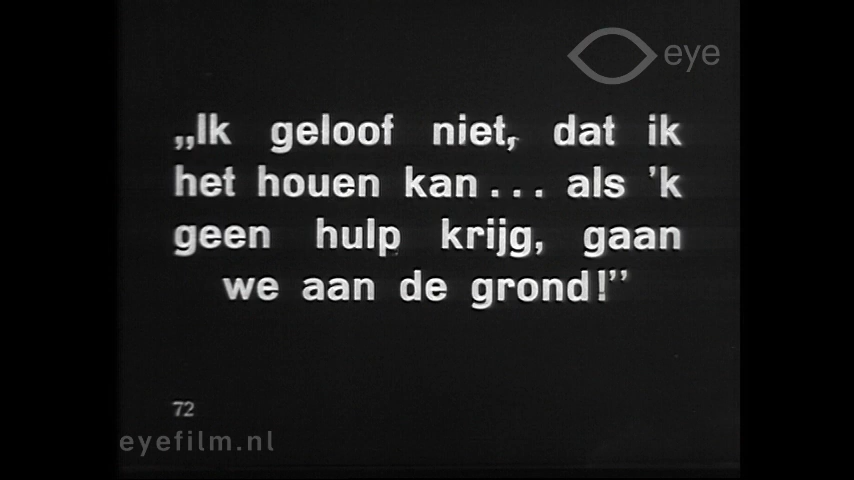 eye
„Ik geloof niet, dat ik
het houen kan... als 'k
geen hulp krijg, gaan
we aan de grond!”
72
eyefilm.nl